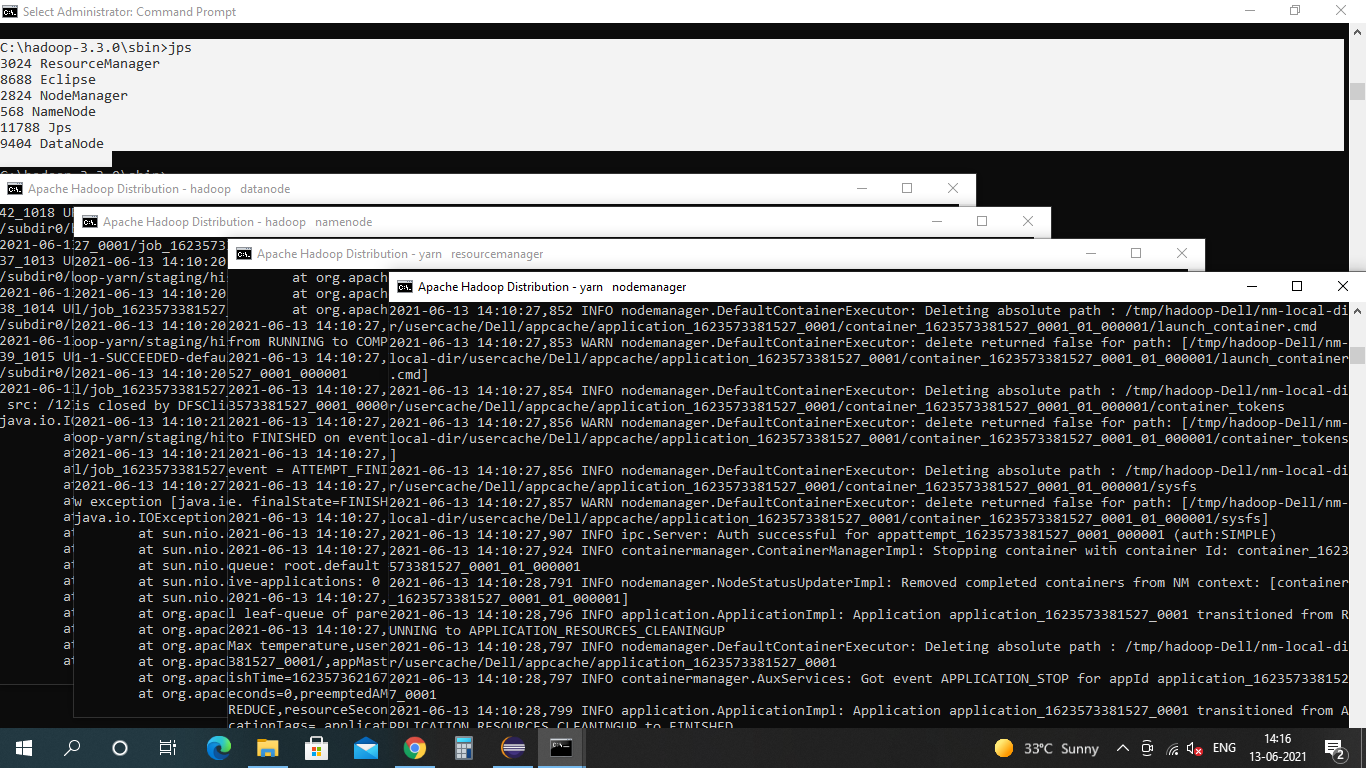 Select Administrator: Command Prompt
C:\hadoop-3.3.0\sbin>jps
3024 ResourceManager
8688 Eclipse
2824 NodeManager
568 NameNode
11788 Jps
9404 DataNode
Apache Hadoop Distribution - hadoop   datanode
42_1018
/subdir0/
2021-06-1
37_1013
/subdir0/
2021-06-1
38_1014
/subdir0/
2021-06-1
39_1015
/subdir0/
2021-06-1
src: /12
java.io.I
Apache Hadoop Distribution - hadoop   namenode
27_0001/job_1623573
2021-06-13 14:10:20
oop-yarn/staging/hi
2021-06-13 14:10:20
l/job_1623573381527
2021-06-13 14:10:20
oop-yarn/staging/hi
1-1-SUCCEEDED-defau
2021-06-13 14:10:20
l/job_1623573381527
is closed by DFSCli
2021-06-13 14:10:21
oop-yarn/staging/hi
2021-06-13 14:10:21
l/job_1623573381527
2021-06-13 14:10:27
w exception [java.i
java.io.IOException
at sun.nio.
at sun.nio.
at sun.nio.
at sun.nio.
at sun.nio.
at org.apac
at org.apac
at org.apac
at org.apac
at org.apac
at org.apac
Apache Hadoop Distribution - yarn   resourcemanager
at org.apach
at org.apach
at org.apach
2021-06-13 14:10:27,
from RUNNING to COMP
2021-06-13 14:10:27,
527_0001_000001
2021-06-13 14:10:27,
3573381527_0001_0000
2021-06-13 14:10:27,
to FINISHED on event
2021-06-13 14:10:27,
event = ATTEMPT_FINI
2021-06-13 14:10:27,
e. finalState=FINISH
2021-06-13 14:10:27,
2021-06-13 14:10:27,
queue: root.default
ive-applications: 0
2021-06-13 14:10:27,
l leaf-queue of pare
2021-06-13 14:10:27,
Max temperature,user
381527_0001/,appMast
ishTime=162357362167
econds=0,preemptedAM
REDUCE,resourceSecon
cationTags=,applicat
Apache Hadoop Distribution - yarn   nodemanager
2021-06-13 14:10:27,852 INFO nodemanager.DefaultContainerExecutor: Deleting absolute path : /tmp/hadoop-Dell/nm-local-di
r/usercache/Dell/appcache/application_1623573381527_0001/container_1623573381527_0001_01_000001/launch_container.cmd
2021-06-13 14:10:27,853 WARN nodemanager.DefaultContainerExecutor: delete returned false for path: [/tmp/hadoop-Dell/nm-
local-dir/usercache/Dell/appcache/application_1623573381527_0001/container_1623573381527_0001_01_000001/launch_container
.cmd]
2021-06-13 14:10:27,854 INFO nodemanager.DefaultContainerExecutor: Deleting absolute path : /tmp/hadoop-Dell/nm-local-di
r/usercache/Dell/appcache/application_1623573381527_0001/container_1623573381527_0001_01_000001/container_tokens
2021-06-13 14:10:27,856 WARN nodemanager.DefaultContainerExecutor: delete returned false for path: [/tmp/hadoop-Dell/nm-
local-dir/usercache/Dell/appcache/application_1623573381527_0001/container_1623573381527_0001_01_000001/container_tokens
]
2021-06-13 14:10:27,856 INFO nodemanager.DefaultContainerExecutor: Deleting absolute path : /tmp/hadoop-Dell/nm-local-di
r/usercache/Dell/appcache/application_1623573381527_0001/container_1623573381527_0001_01_000001/sysfs
2021-06-13 14:10:27,857 WARN nodemanager.DefaultContainerExecutor: delete returned false for path: [/tmp/hadoop-Dell/nm-
local-dir/usercache/Dell/appcache/application_1623573381527_0001/container_1623573381527_0001_01_000001/sysfs]
2021-06-13 14:10:27,907 INFO ipc.Server: Auth successful for appattempt_1623573381527_0001_000001 (auth:SIMPLE)
2021-06-13 14:10:27,924 INFO containermanager.ContainerManagerImpl: Stopping container with container Id: container_1623
573381527_0001_01_000001
2021-06-13 14:10:28,791 INFO nodemanager.NodeStatusUpdaterImpl: Removed completed containers from NM context: [container
_1623573381527_0001_01_000001]
2021-06-13 14:10:28,796 INFO application.ApplicationImpl: Application application_1623573381527_0001 transitioned from R
UNNING to APPLICATION_RESOURCES_CLEANINGUP
2021-06-13 14:10:28,797 INFO nodemanager.DefaultContainerExecutor: Deleting absolute path : /tmp/hadoop-Dell/nm-local-di
r/usercache/Dell/appcache/application_1623573381527_0001
2021-06-13 14:10:28,797 INFO containermanager.AuxServices: Got event APPLICATION_STOP for appId application_162357338152
7_0001
2021-06-13 14:10:28,799 INFO application.ApplicationImpl: Application application_1623573381527_0001 transitioned from A
PPLICATION_RESOURCES_CLEANINGUP to FINISHED
33°C Sunny
ENG
14:16
13-06-2021
2